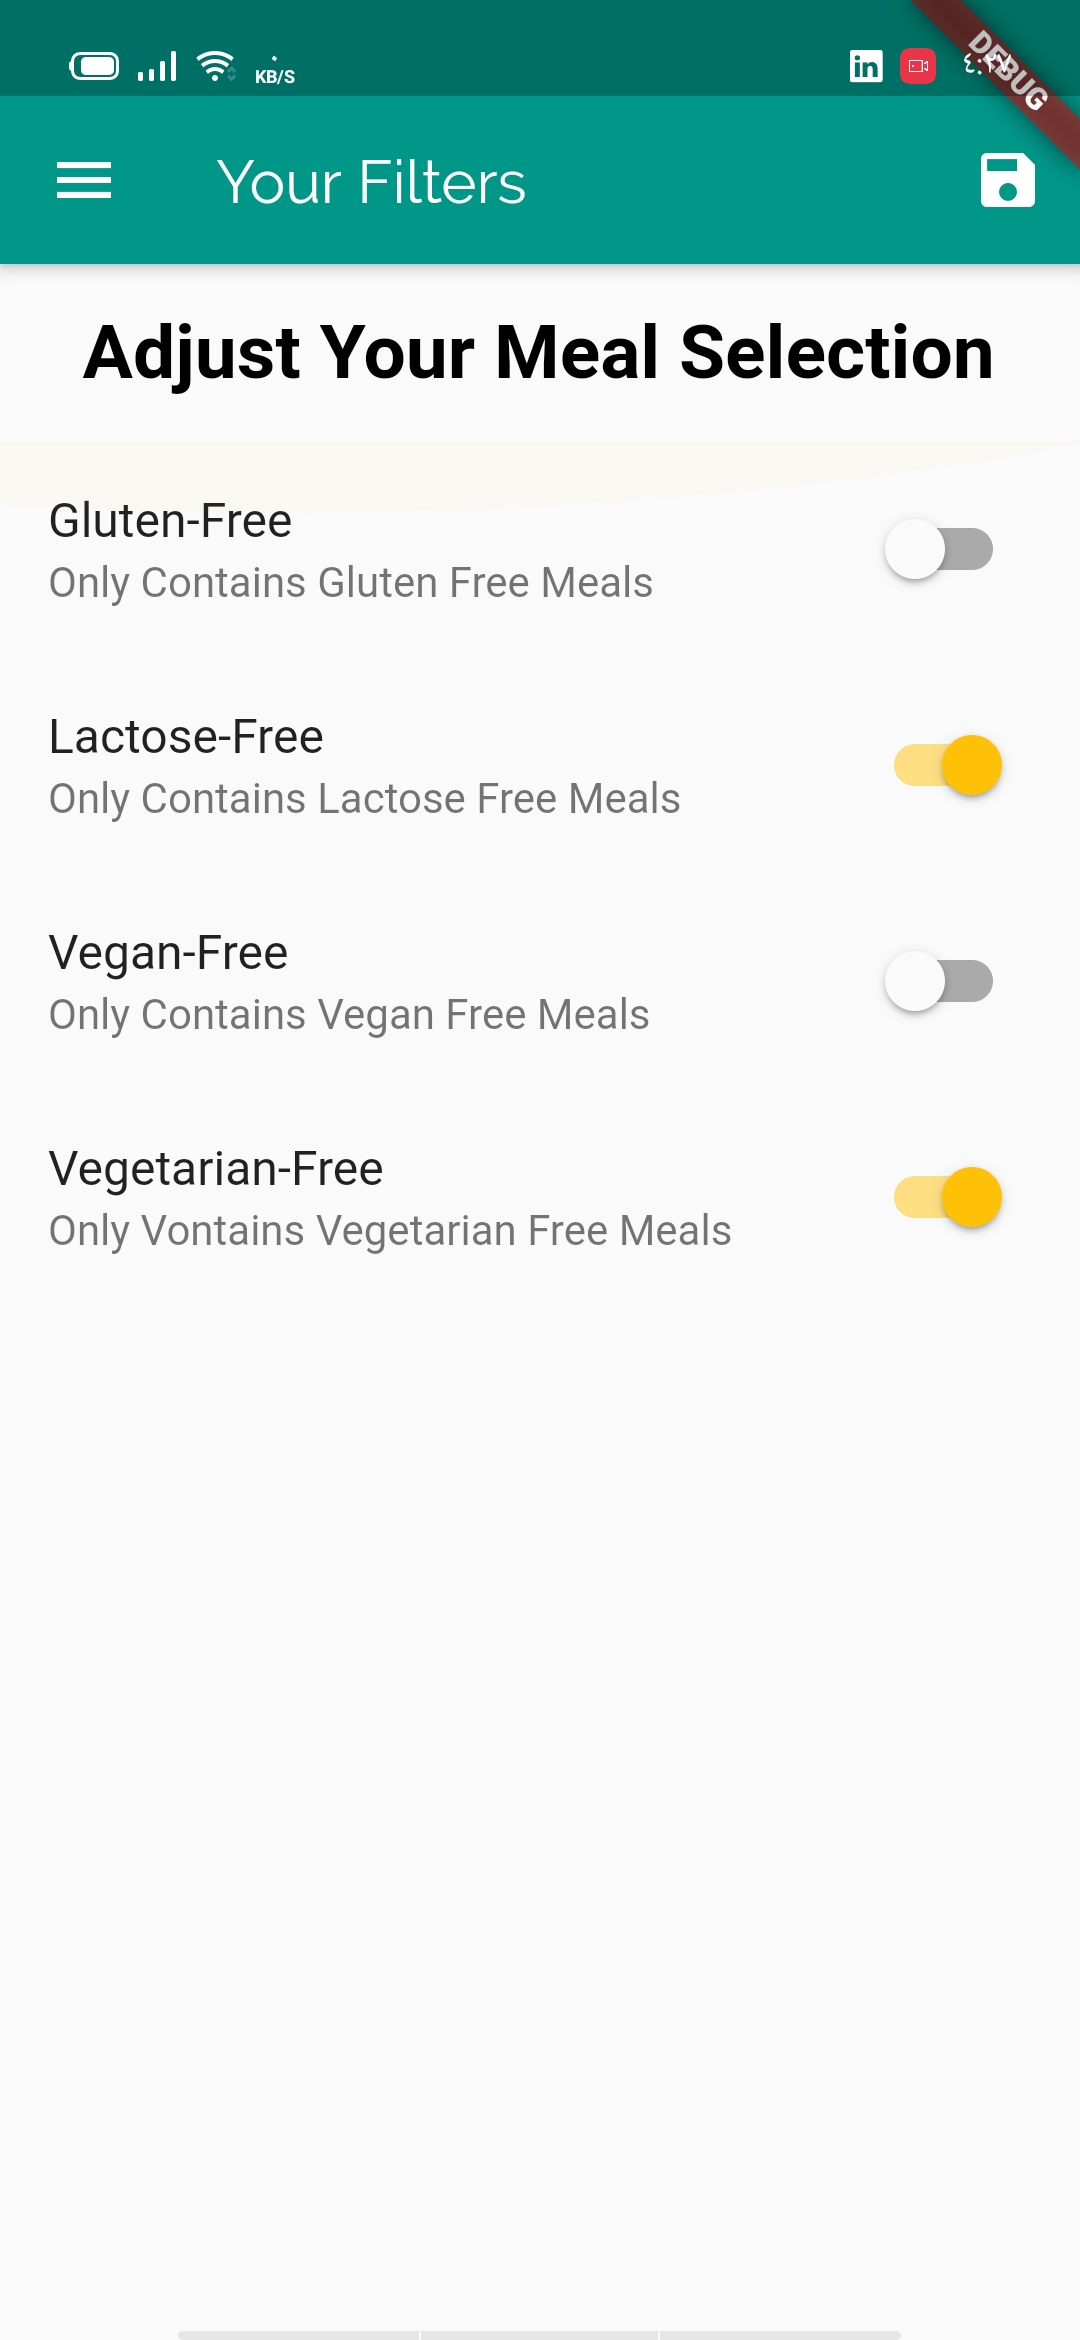 KB/S
in
DEBUG
Your Filters
Adjust Your Meal Selection
Gluten-Free
Only Contains Gluten Free Meals
Lactose-Free
Only Contains Lactose Free Meals
Vegan-Free
Only Contains Vegan Free Meals
Vegetarian-Free
Only Vontains Vegetarian Free Meals